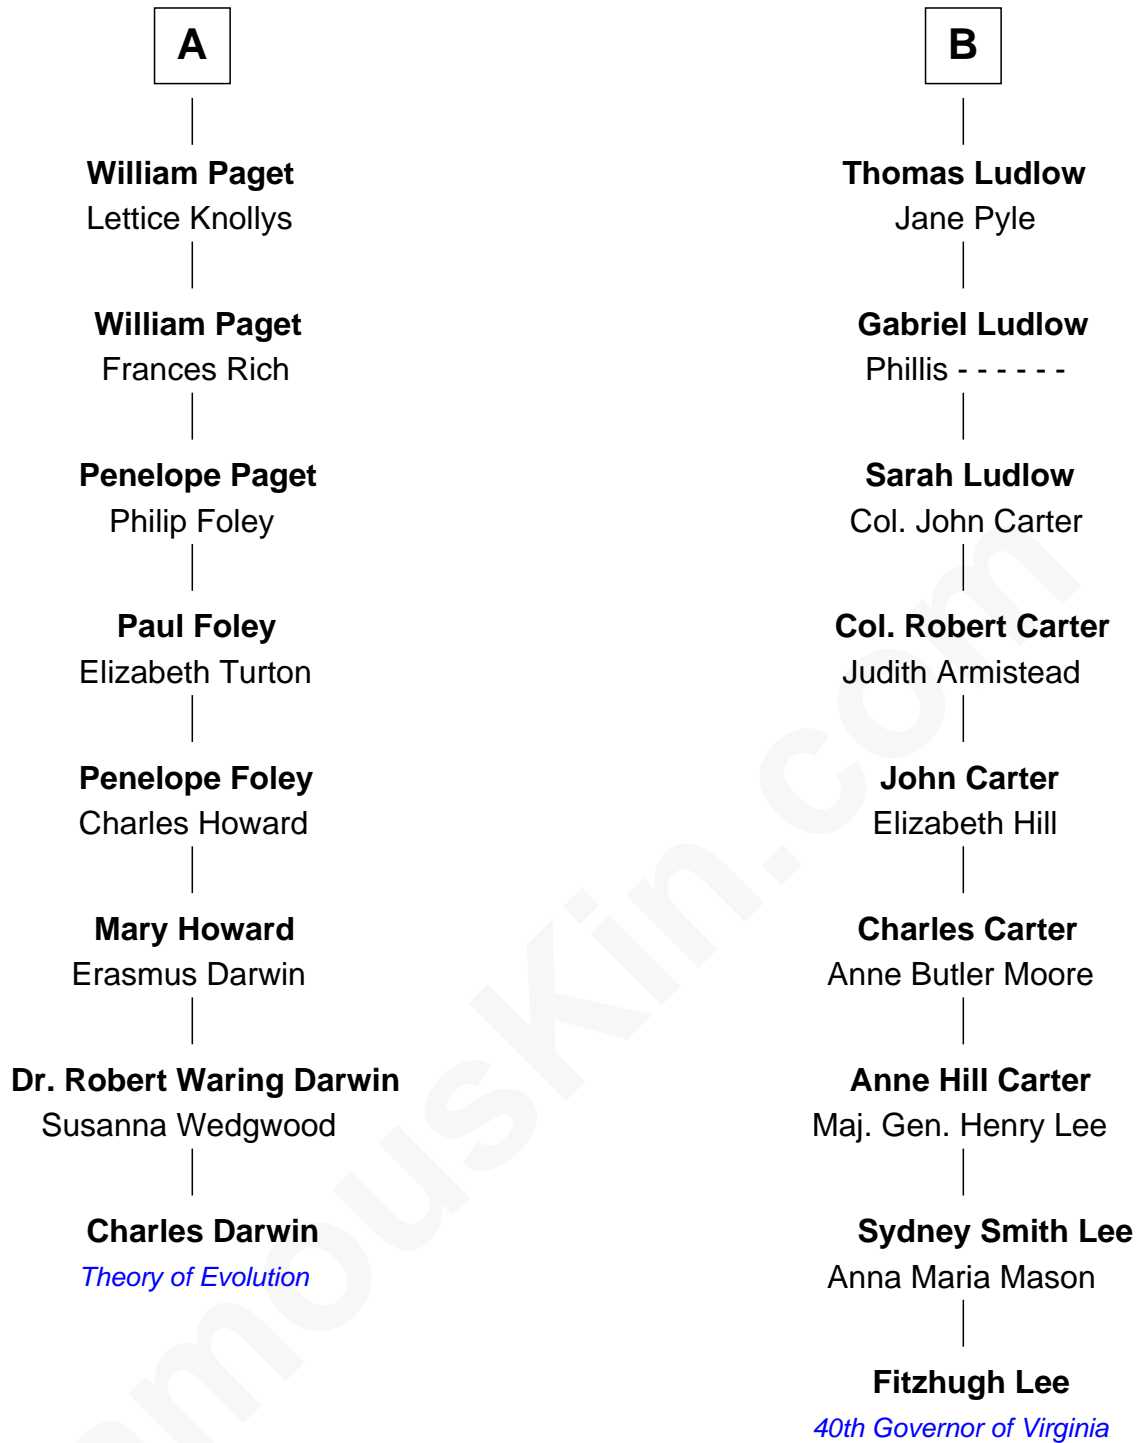 A
William Paget
Lettice Knollys
William Paget
Frances Rich
Penelope Paget
Philip Foley
Paul Foley
Elizabeth Turton
Penelope Foley
Charles Howard
Mary Howard
Erasmus Darwin
Dr. Robert Waring Darwin
Susanna Wedgwood
Charles Darwin
Theory of Evolution
B
Thomas Ludlow
Jane Pyle
Gabriel Ludlow
Phillis - - - - - -
Sarah Ludlow
Col. John Carter
Col. Robert Carter
Judith Armistead
John Carter
Elizabeth Hill
Charles Carter
Anne Butler Moore
Anne Hill Carter
Maj. Gen. Henry Lee
Sydney Smith Lee
Anna Maria Mason
Fitzhugh Lee
40th Governor of Virginia
amouskin.com